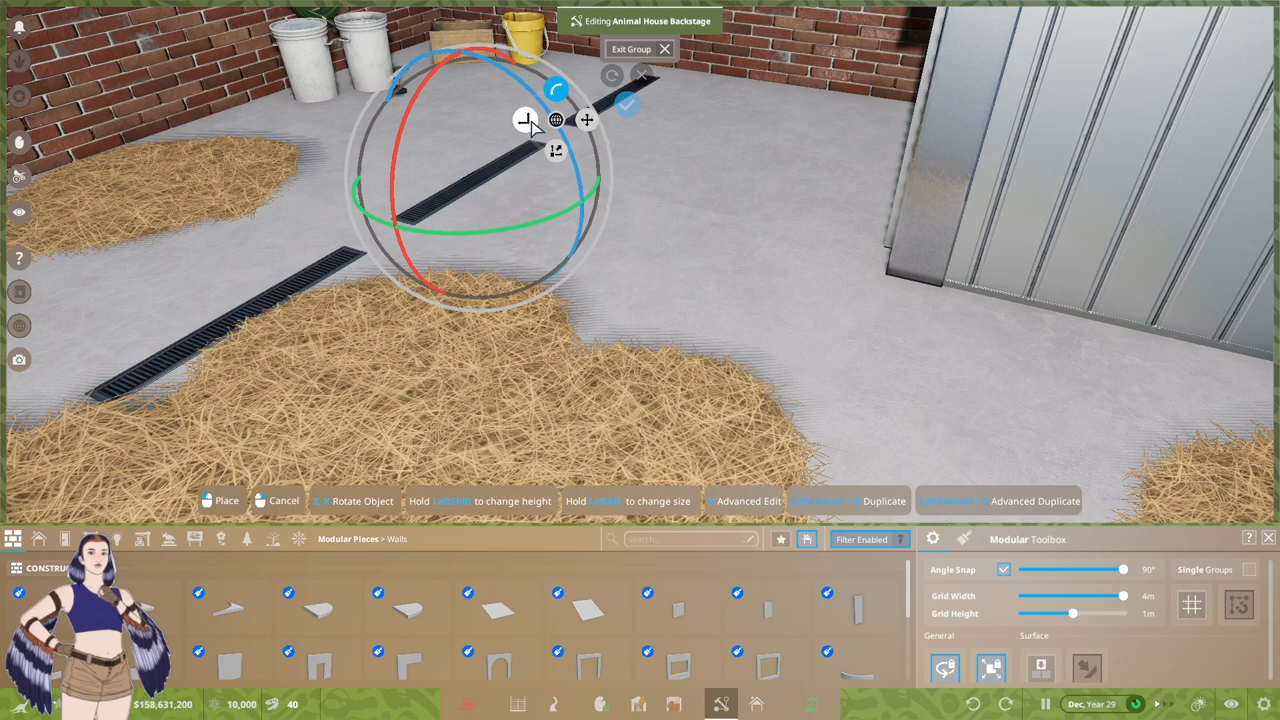 Editing Animal House Backstage
Exit Group
Place
Cancel
Z, X Rotate Object
Hold LeftShift to change height
Hold to change size
Advanced Edit
Duplicate
Advanced Duplicate
Modular Pieces > Walls
Search...
Filter Enabled
Modular Toolbox
?
CONSTRU
Angle Snap
90°
Single Groups
Grid Width
4m
Grid Height
1m
General
Surface
$158,631,200
10,000
40
Dec, Year 29